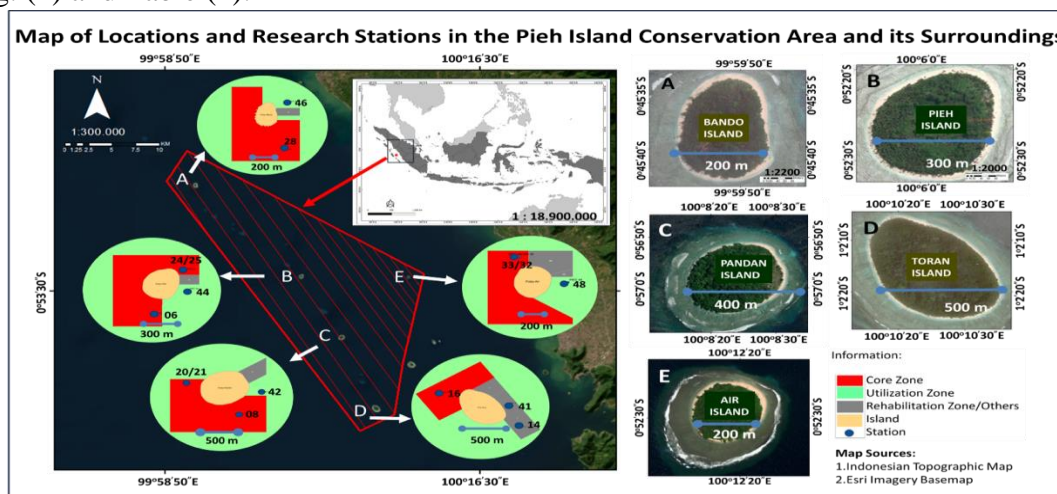 Map of Locations and Research Stations in the Pieh Island Conservation Area and its Surroundings
99°58'50"E
100°16'30"E
N
1:300.000
10
KM
0°53'30"S
99°58'50"E
100°16'30"E
46
28
200 m
A
24/25
44
06
300 m
B
20/21
42
08
500 m
C
16
41
14
500 m
D
33/32
48
200 m
E
1 : 18.900.000
99°59'50"E
A
BANDO
ISLAND
200 m
0°45'35"S
0°45'40"S
1:2200
99°59'50"E
100°6'0"E
B
PIEH
ISLAND
300 m
0°52'20"S
0°52'30"S
1:2000
100°6'0"E
100°8'20"E 100°8'30"E
C
PANDAN
ISLAND
400 m
0°56'50"S
0°57'0"S
100°8'20"E 100°8'30"E
100°10'20"E 100°10'30"E
D
TORAN
ISLAND
500 m
1°2'10"S
1°2'20"S
100°10'20"E 100°10'30"E
100°12'20"E
E
AIR
ISLAND
200 m
0°52'30"S
100°12'20"E
Information:
Core Zone
Utilization Zone
Rehabilitation Zone/Others
Island
Station
Map Sources:
1.Indonesian Topographic Map
2.Esri Imagery Basemap